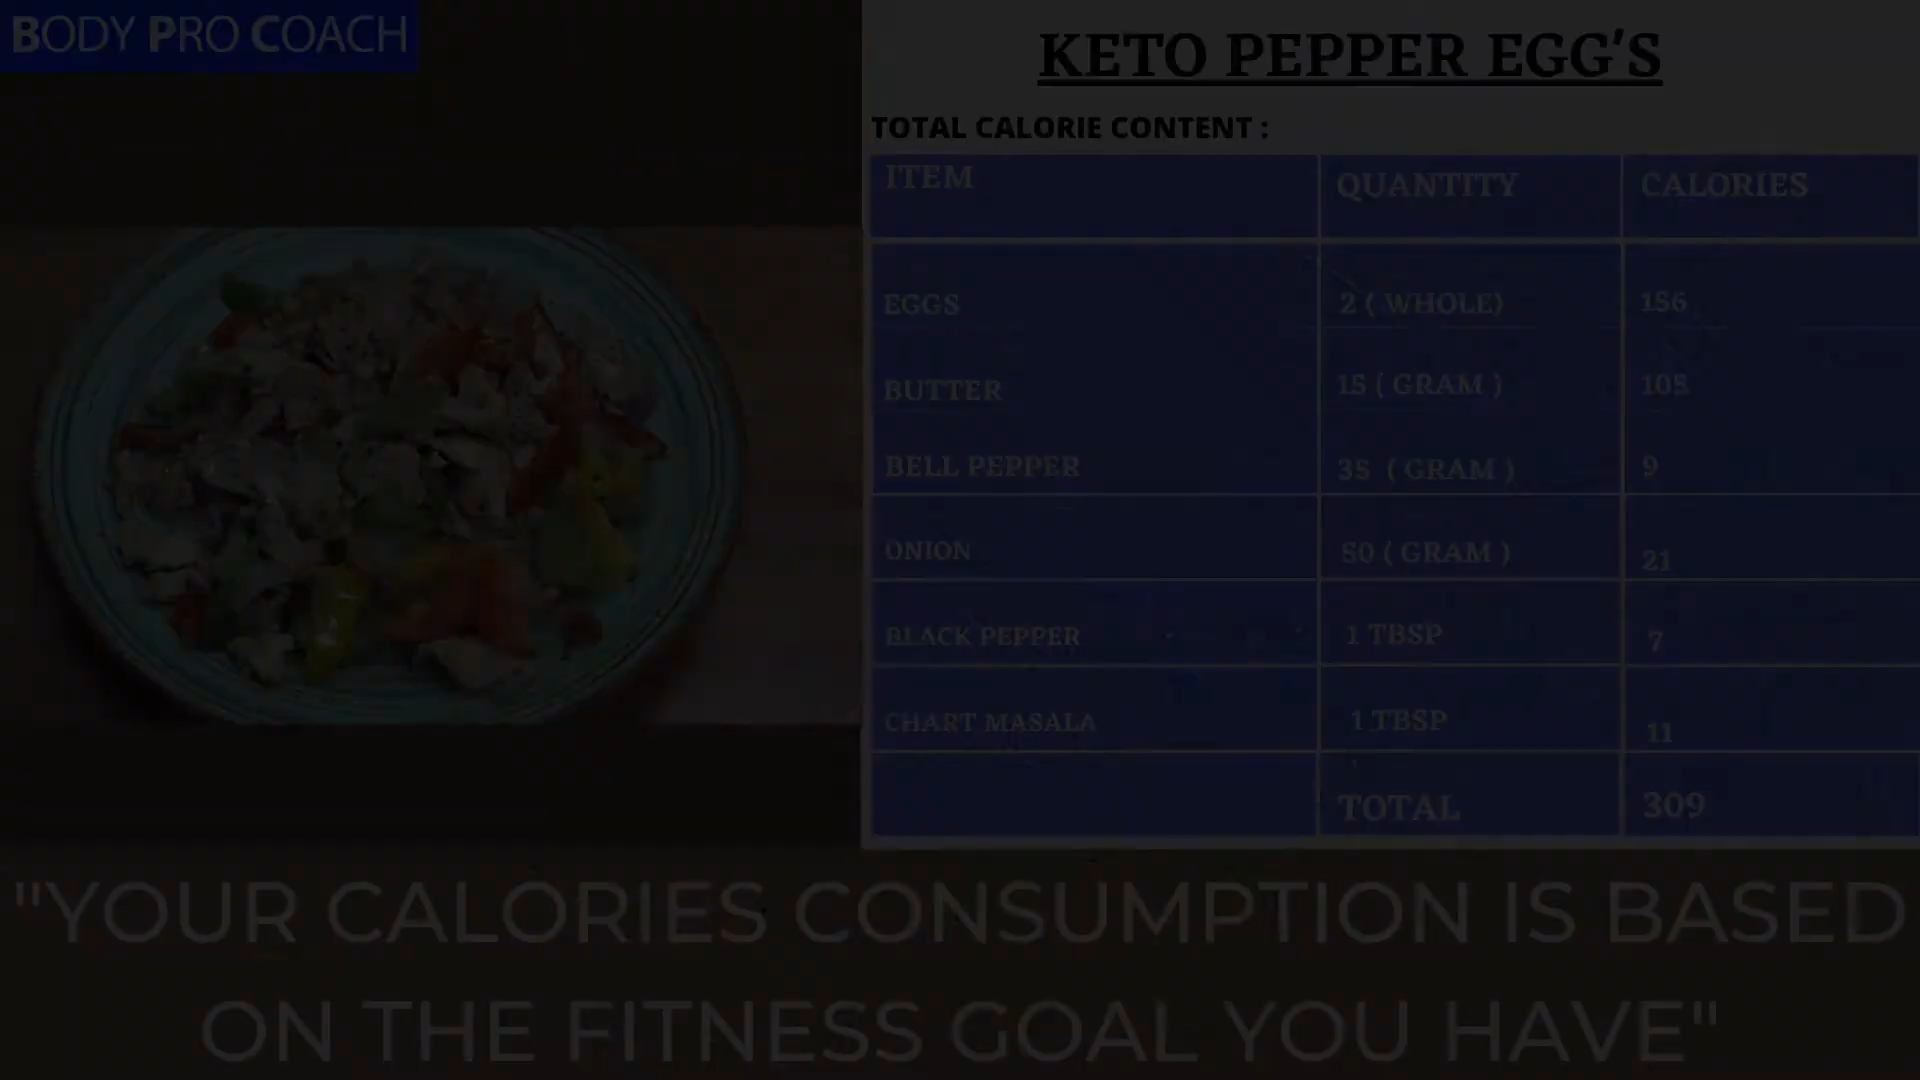 BODY PRO COACH
KETO PEPPER EGG'S
TOTAL CALORIE CONTENT :
ITEM QUANTITY CALORIES
EGGS 2 ( WHOLE) 156
BUTTER 15 ( GRAM ) 105
BELL PEPPER 35 ( GRAM ) 9
ONION 50 ( GRAM ) 21
BLACK PEPPER 1 TBSP 7
CHART MASALA 1 TBSP 11
TOTAL 309
"YOUR CALORIES CONSUMPTION IS BASED
ON THE FITNESS GOAL YOU HAVE"